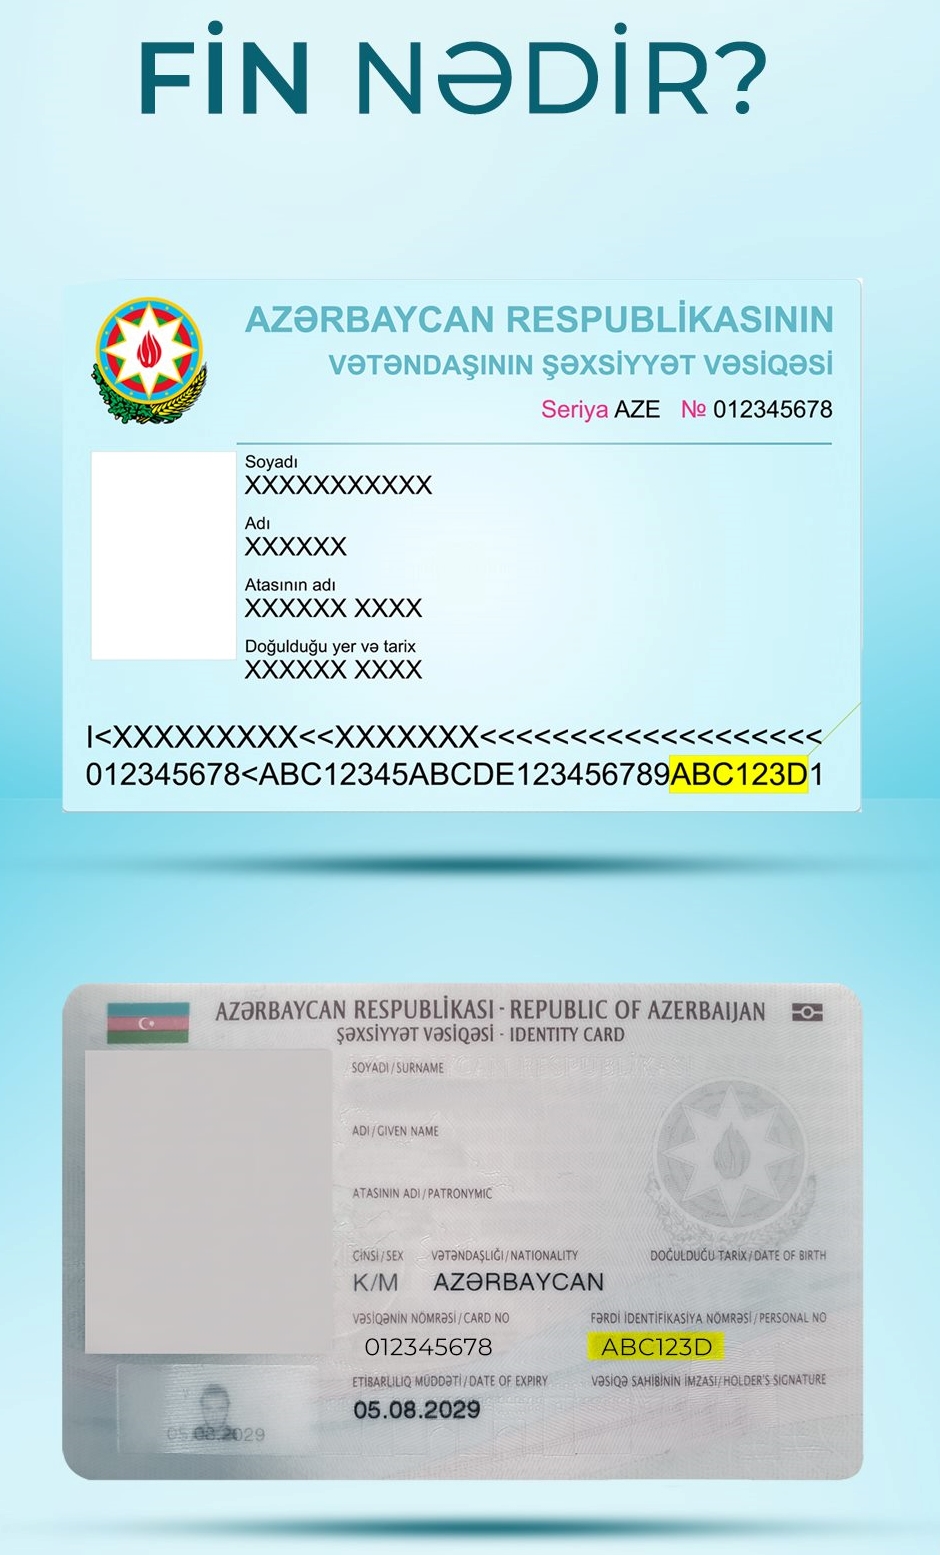 FİN NƏDİR?
AZƏRBAYCAN RESPUBLİKASININ
VƏTƏNDAŞININ ŞƏXSİYYƏT VƏSİQƏSİ
Seriya AZE № 012345678
Soyadı
XXXXXXXXXXX
Adı
XXXXXX
Atasının adı
XXXXXX XXXX
Doğulduğu yer və tarix
XXXXXX XXXX
I<XXXXXXXXX<<XXXXXXX<<<<<<<<<<<<<<<<<<<
012345678<ABC12345ABCDE123456789ABC123D1
AZƏRBAYCAN RESPUBLİKASI - REPUBLIC OF AZERBAIJAN
ŞƏXSİYYƏT VƏSİQƏSİ - IDENTITY CARD
SOYADI/SURNAME
ADI/GIVEN NAME
ATASININ ADI/PATRONYMIC
CİNSİ/SEX VƏTƏNDAŞLIĞI/NATIONALITY DOĞULDUĞU TARİX/DATE OF BIRTH
K/M AZƏRBAYCAN
VƏSİQƏNİN NÖMRƏSİ/CARD NO FƏRDİ İDENTİFİKASİYA NÖMRƏSİ/PERSONAL NO
012345678 ABC123D
ETİBARLILIQ MÜDDƏTİ/DATE OF EXPIRY VƏSİQƏ SAHİBİNİN İMZASI/HOLDER'S SIGNATURE
05.08.2029
05.08.2029